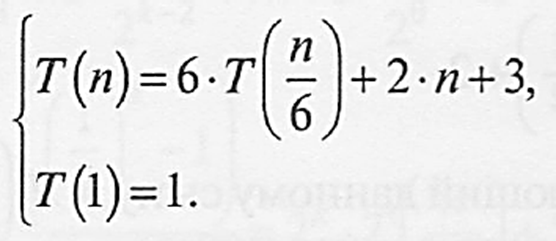 T(n) = 6 · T(n/6) + 2 · n + 3,
T(1) = 1.